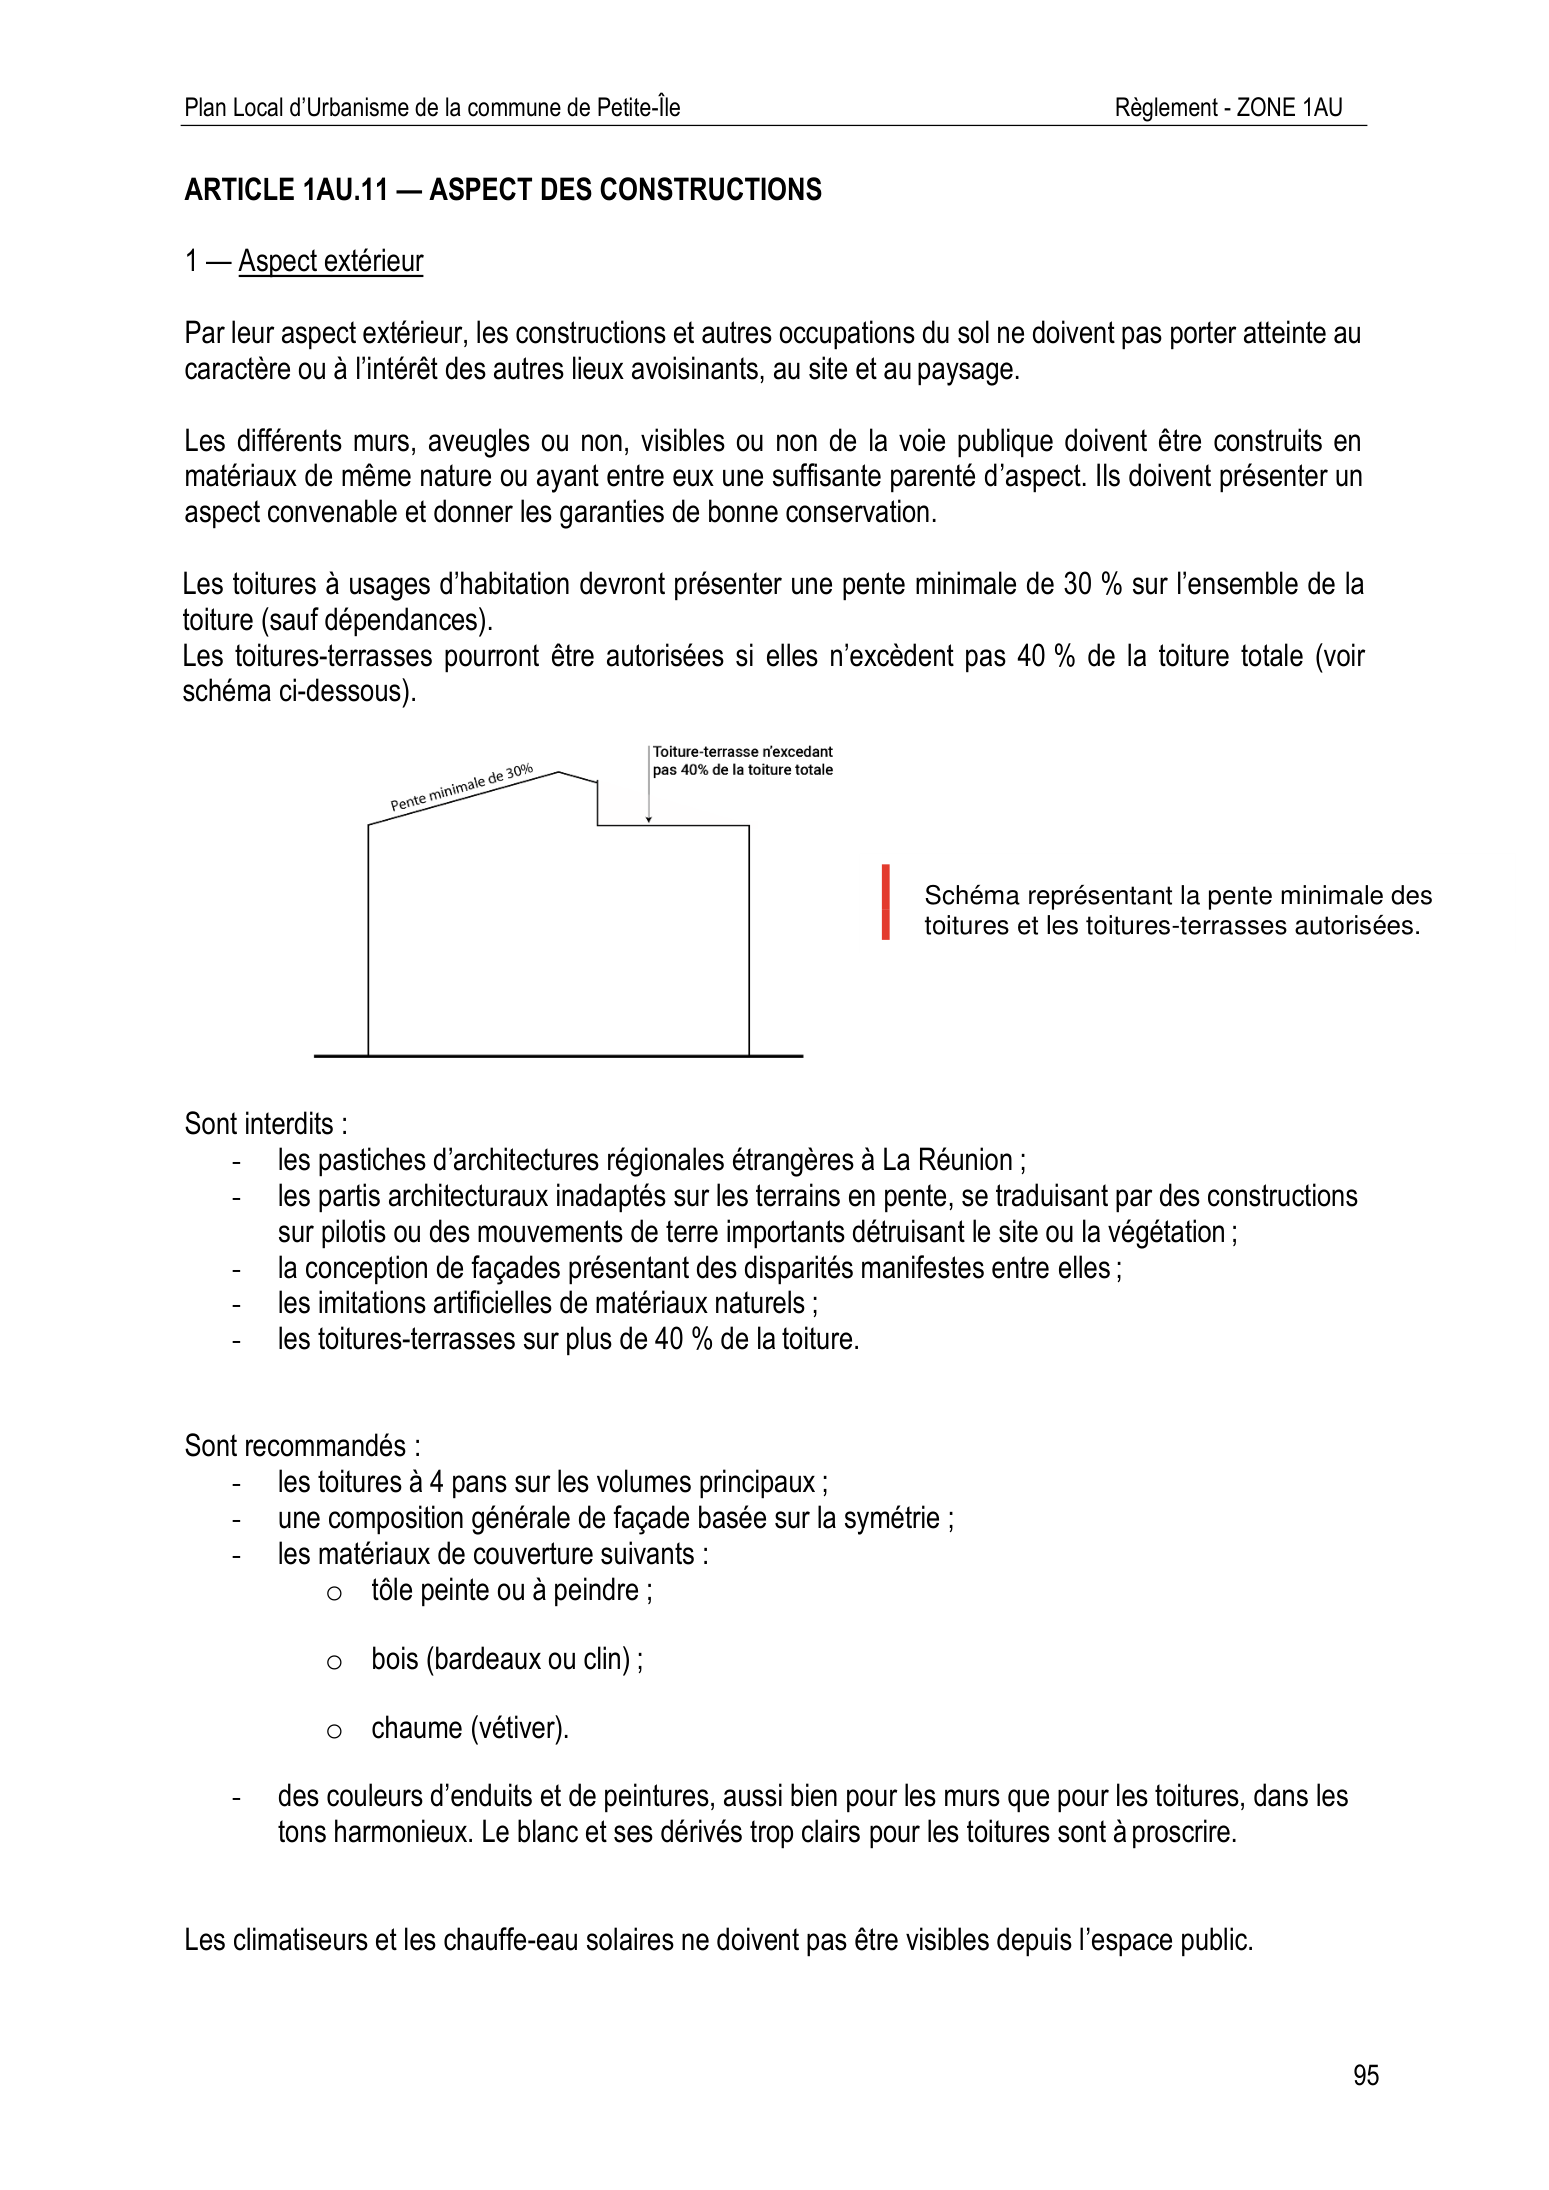 Plan Local d’Urbanisme de la commune de Petite-Île Règlement - ZONE 1AU
ARTICLE 1AU.11 — ASPECT DES CONSTRUCTIONS
1 — Aspect extérieur
Par leur aspect extérieur, les constructions et autres occupations du sol ne doivent pas porter atteinte au
caractère ou à l’intérêt des autres lieux avoisinants, au site et au paysage.
Les différents murs, aveugles ou non, visibles ou non de la voie publique doivent être construits en
matériaux de même nature ou ayant entre eux une suffisante parenté d’aspect. Ils doivent présenter un
aspect convenable et donner les garanties de bonne conservation.
Les toitures à usages d’habitation devront présenter une pente minimale de 30 % sur l’ensemble de la
toiture (sauf dépendances).
Les toitures-terrasses pourront être autorisées si elles n’excèdent pas 40 % de la toiture totale (voir
schéma ci-dessous).
Pente minimale de 30%
Toiture-terrasse n'excedant
pas 40% de la toiture totale
Schéma représentant la pente minimale des
toitures et les toitures-terrasses autorisées.
Sont interdits :
- les pastiches d’architectures régionales étrangères à La Réunion ;
- les partis architecturaux inadaptés sur les terrains en pente, se traduisant par des constructions
sur pilotis ou des mouvements de terre importants détruisant le site ou la végétation ;
- la conception de façades présentant des disparités manifestes entre elles ;
- les imitations artificielles de matériaux naturels ;
- les toitures-terrasses sur plus de 40 % de la toiture.
Sont recommandés :
- les toitures à 4 pans sur les volumes principaux ;
- une composition générale de façade basée sur la symétrie ;
- les matériaux de couverture suivants :
o tôle peinte ou à peindre ;
o bois (bardeaux ou clin) ;
o chaume (vétiver).
- des couleurs d’enduits et de peintures, aussi bien pour les murs que pour les toitures, dans les
tons harmonieux. Le blanc et ses dérivés trop clairs pour les toitures sont à proscrire.
Les climatiseurs et les chauffe-eau solaires ne doivent pas être visibles depuis l’espace public.
95